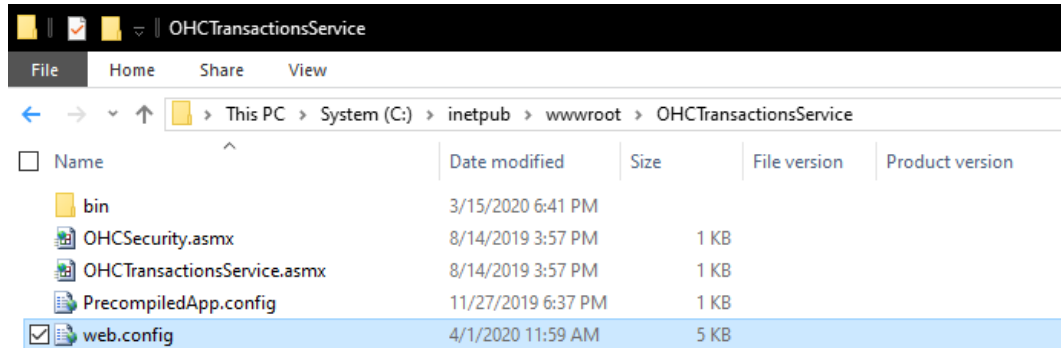 OHCTransactionsService
File Home Share View
This PC > System (C:) > inetpub > wwwroot > OHCTransactionsService
Name Date modified Size File version Product version
bin 3/15/2020 6:41 PM
OHCSecurity.asmx 8/14/2019 3:57 PM 1 KB
OHCTransactionsService.asmx 8/14/2019 3:57 PM 1 KB
PrecompiledApp.config 11/27/2019 6:37 PM 1 KB
web.config 4/1/2020 11:59 AM 5 KB